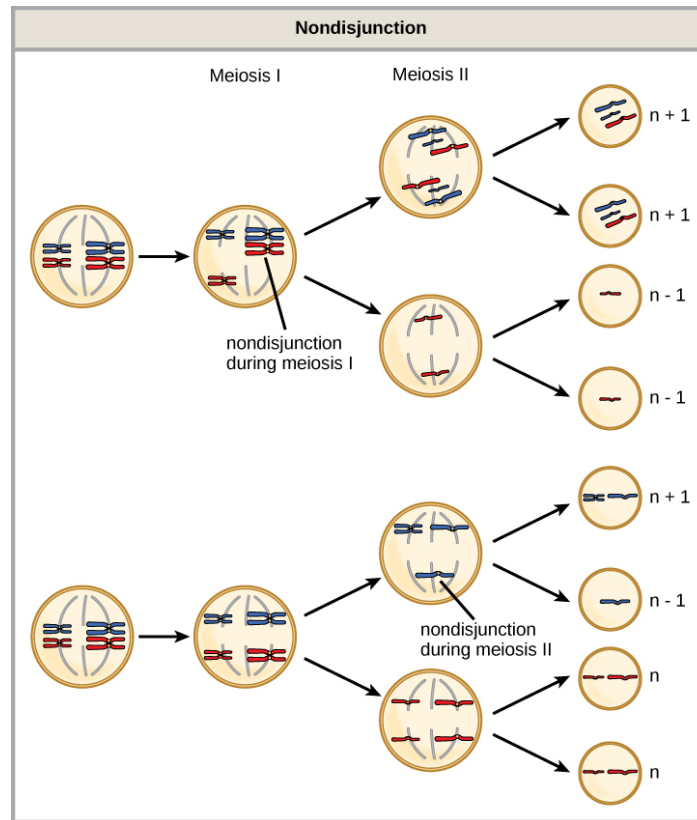 Nondisjunction
Meiosis I
Meiosis II
n + 1
n + 1
nondisjunction
during meiosis I
n - 1
n - 1
n + 1
n - 1
nondisjunction
during meiosis II
n
n